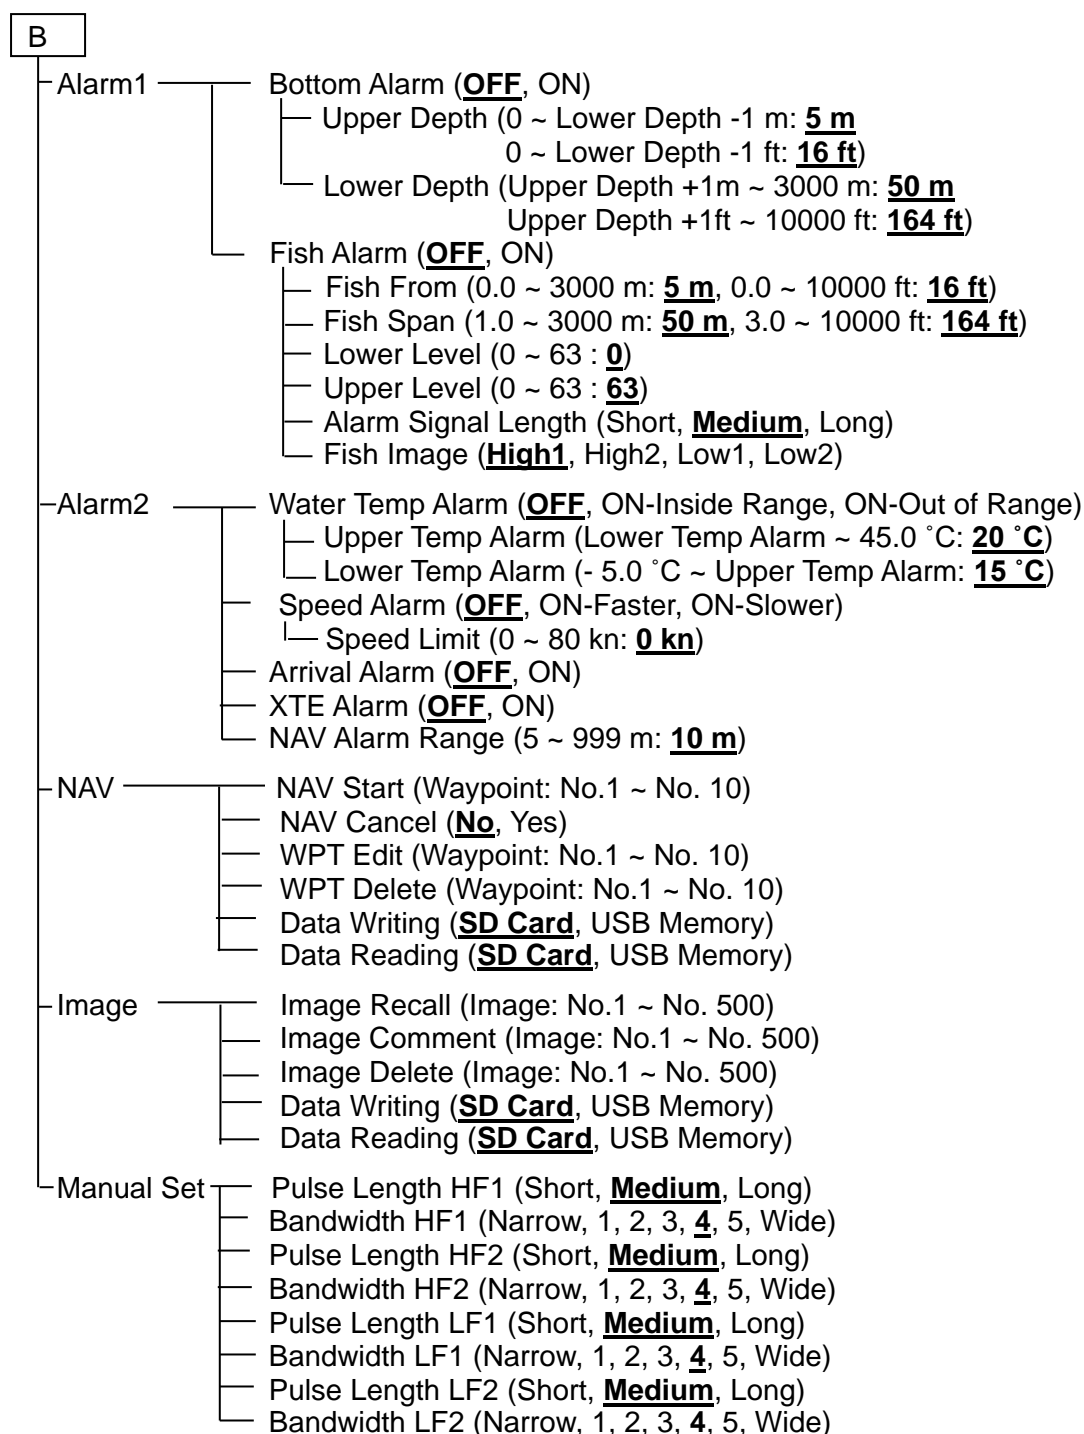 B
Alarm1 Bottom Alarm (OFF, ON)
Upper Depth (0 ~ Lower Depth -1 m: 5 m
0 ~ Lower Depth -1 ft: 16 ft)
Lower Depth (Upper Depth +1m ~ 3000 m: 50 m
Upper Depth +1ft ~ 10000 ft: 164 ft)
Fish Alarm (OFF, ON)
Fish From (0.0 ~ 3000 m: 5 m, 0.0 ~ 10000 ft: 16 ft)
Fish Span (1.0 ~ 3000 m: 50 m, 3.0 ~ 10000 ft: 164 ft)
Lower Level (0 ~ 63 : 0)
Upper Level (0 ~ 63 : 63)
Alarm Signal Length (Short, Medium, Long)
Fish Image (High1, High2, Low1, Low2)
Alarm2 Water Temp Alarm (OFF, ON-Inside Range, ON-Out of Range)
Upper Temp Alarm (Lower Temp Alarm ~ 45.0 ˚C: 20 ˚C)
Lower Temp Alarm (- 5.0 ˚C ~ Upper Temp Alarm: 15 ˚C)
Speed Alarm (OFF, ON-Faster, ON-Slower)
Speed Limit (0 ~ 80 kn: 0 kn)
Arrival Alarm (OFF, ON)
XTE Alarm (OFF, ON)
NAV Alarm Range (5 ~ 999 m: 10 m)
NAV NAV Start (Waypoint: No.1 ~ No. 10)
NAV Cancel (No, Yes)
WPT Edit (Waypoint: No.1 ~ No. 10)
WPT Delete (Waypoint: No.1 ~ No. 10)
Data Writing (SD Card, USB Memory)
Data Reading (SD Card, USB Memory)
Image Image Recall (Image: No.1 ~ No. 500)
Image Comment (Image: No.1 ~ No. 500)
Image Delete (Image: No.1 ~ No. 500)
Data Writing (SD Card, USB Memory)
Data Reading (SD Card, USB Memory)
Manual Set Pulse Length HF1 (Short, Medium, Long)
Bandwidth HF1 (Narrow, 1, 2, 3, 4, 5, Wide)
Pulse Length HF2 (Short, Medium, Long)
Bandwidth HF2 (Narrow, 1, 2, 3, 4, 5, Wide)
Pulse Length LF1 (Short, Medium, Long)
Bandwidth LF1 (Narrow, 1, 2, 3, 4, 5, Wide)
Pulse Length LF2 (Short, Medium, Long)
Bandwidth LF2 (Narrow, 1, 2, 3, 4, 5, Wide)